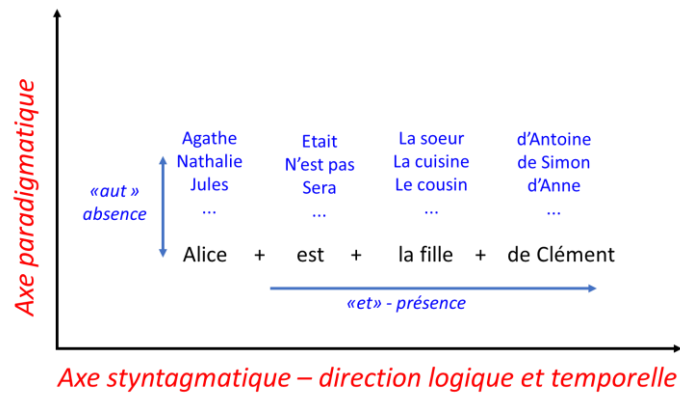 Axe paradigmatique
Agathe
Nathalie
Jules
...
Etait
N'est pas
Sera
...
La soeur
La cuisine
Le cousin
...
d'Antoine
de Simon
d'Anne
...
«aut »
absence
Alice + est + la fille + de Clément
«et» - présence
Axe styntagmatique – direction logique et temporelle